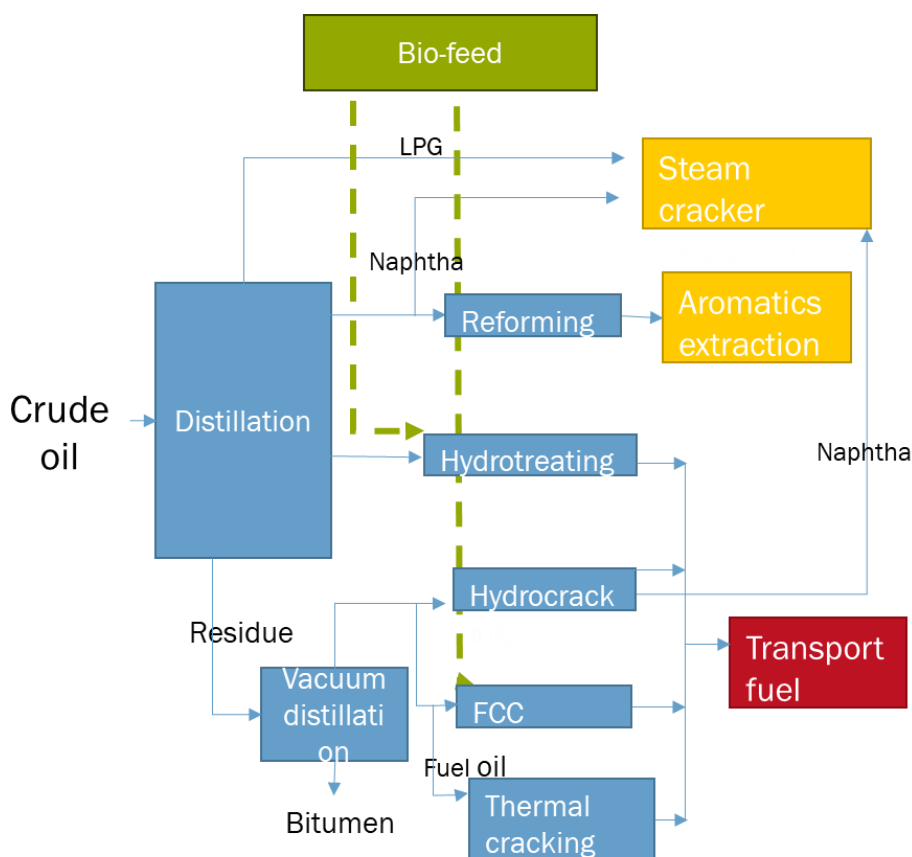 Bio-feed
LPG
Steam
cracker
Naphtha
Reforming
Aromatics
extraction
Crude
oil
Distillation
Hydrotreating
Naphtha
Hydrocrack
Residue
Transport
fuel
Vacuum
distillati
on
FCC
Fuel oil
Bitumen
Thermal
cracking